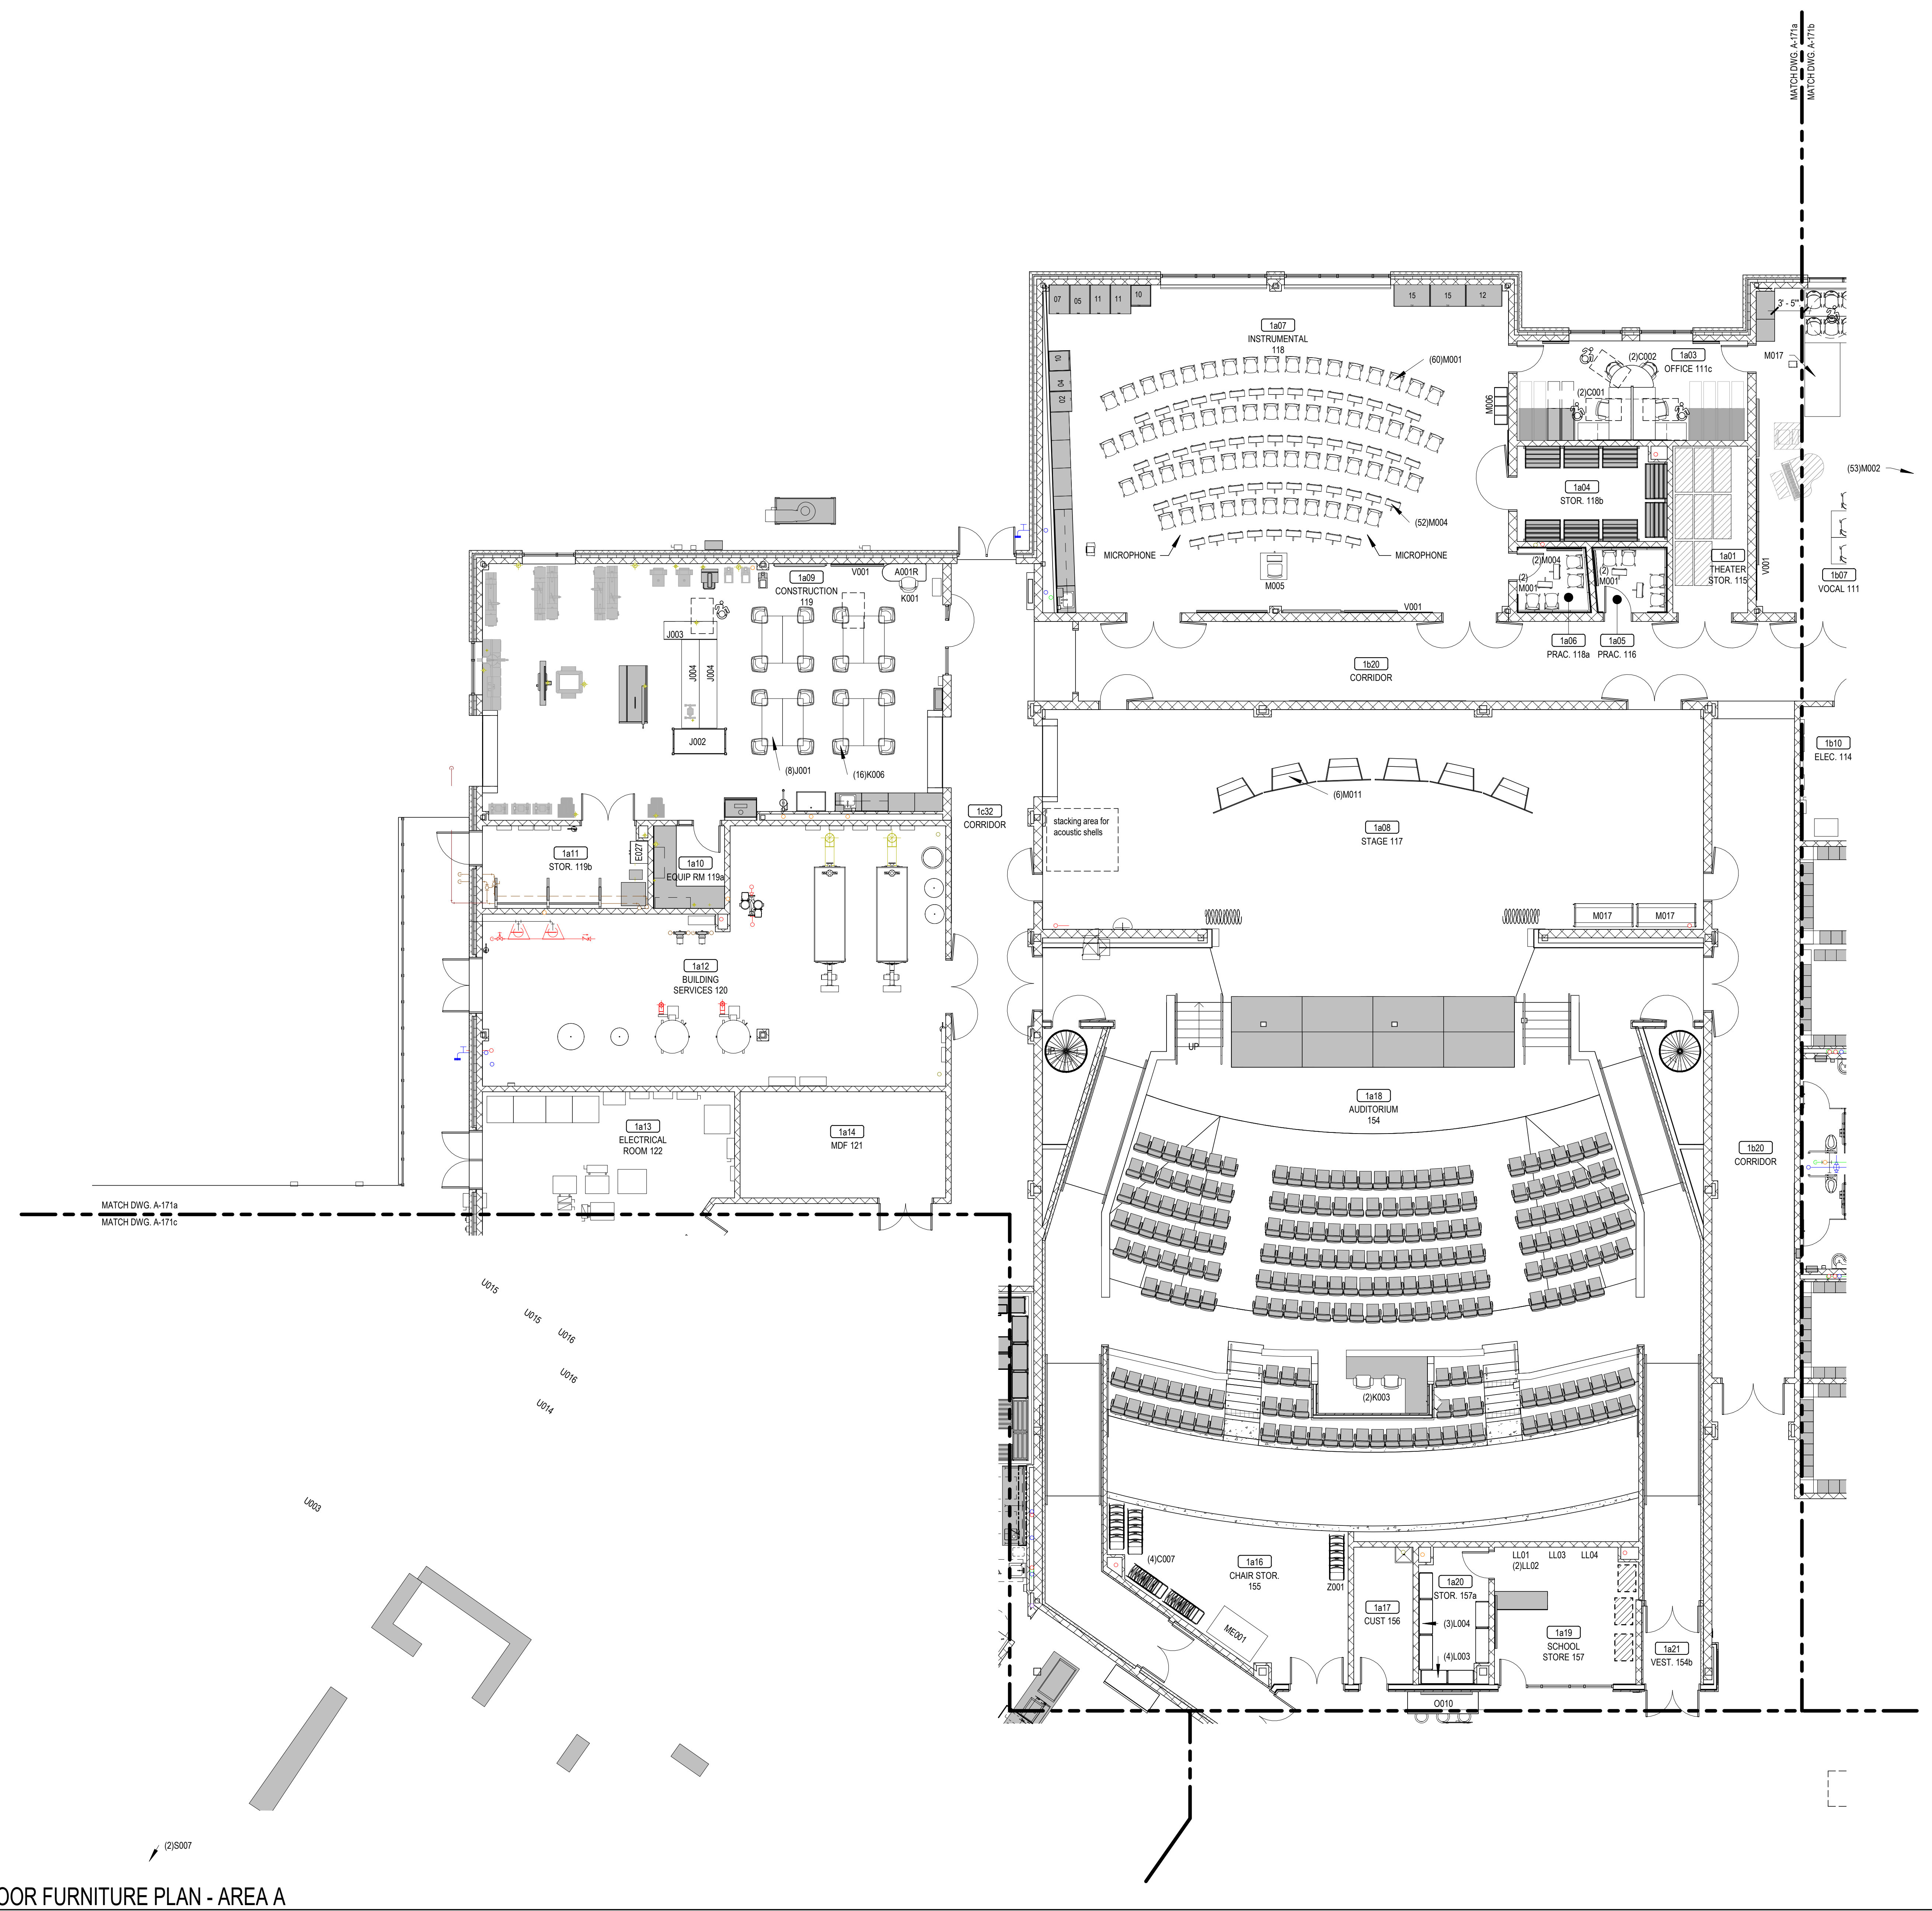 MATCH DWG. A-171a
MATCH DWG. A-171b
07
05
11
11
10
15
15
12
1a07
INSTRUMENTAL
118
(60)M001
10
04
02
M006
(2)C002
1a03
OFFICE 111c
(2)C001
3' - 5"
M017
(53)M002
1a04
STOR. 118b
(52)M004
MICROPHONE
MICROPHONE
M005
V001
(2)M004
(2)
M001
(2)
M001
1a01
THEATER
STOR. 115
V001
1b07
VOCAL 111
1a06
PRAC. 118a
1a05
PRAC. 116
1b20
CORRIDOR
1a09
CONSTRUCTION
119
V001
A001R
K001
J003
J004
J004
J002
(8)J001
(16)K006
1c32
CORRIDOR
1a11
STOR. 119b
E027
1a10
EQUIP RM 119a
1b10
ELEC. 114
(6)M011
stacking area for
acoustic shells
1a08
STAGE 117
M017
M017
1a12
BUILDING
SERVICES 120
UP
UP
1a18
AUDITORIUM
154
1a13
ELECTRICAL
ROOM 122
1a14
MDF 121
1b20
CORRIDOR
MATCH DWG. A-171a
MATCH DWG. A-171c
U015
U015
U016
U016
U014
U003
(2)K003
(4)C007
1a16
CHAIR STOR.
155
Z001
ME001
1a17
CUST 156
1a20
STOR. 157a
(3)L004
(4)L003
LL01
(2)LL02
LL03
LL04
1a19
SCHOOL
STORE 157
1a21
VEST. 154b
O010
(2)S007
OOR FURNITURE PLAN - AREA A